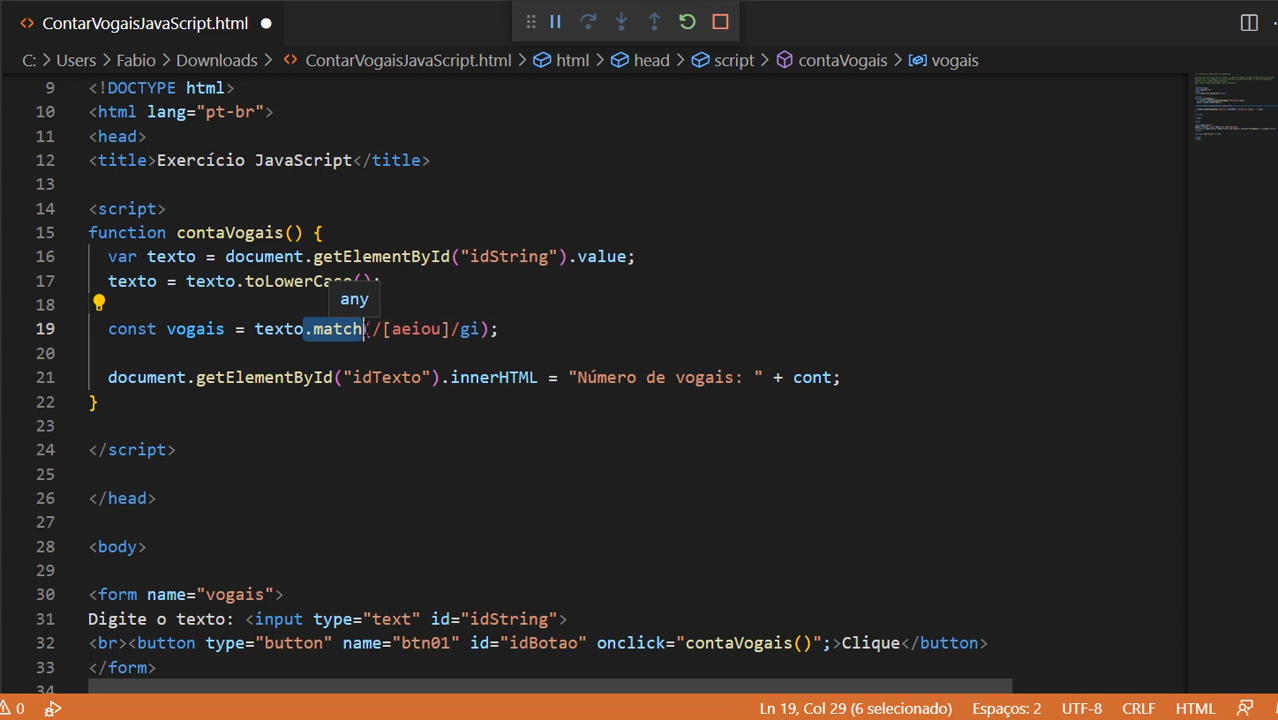 ContarVogaisJavaScript.html
C: > Users > Fabio > Downloads > ContarVogaisJavaScript.html > html > head > script > contaVogais > vogais
9 <!DOCTYPE html>
10 <html lang="pt-br">
11 <head>
12 <title>Exercício JavaScript</title>
13
14 <script>
15 function contaVogais() {
16 var texto = document.getElementById("idString").value;
17 texto = texto.toLowerCase();
any
18
19 const vogais = texto.match(/[aeiou]/gi);
20
21 document.getElementById("idTexto").innerHTML = "Número de vogais: " + cont;
22 }
23
24 </script>
25
26 </head>
27
28 <body>
29
30 <form name="vogais">
31 Digite o texto: <input type="text" id="idString">
32 <br><button type="button" name="btn01" id="idBotao" onclick="contaVogais()";>Clique</button>
33 </form>
34
0 Ln 19, Col 29 (6 selecionado) Espaços: 2 UTF-8 CRLF HTML